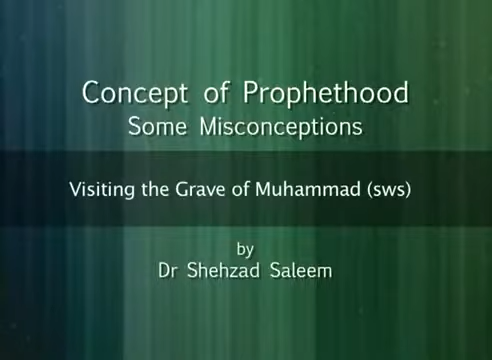 Concept of Prophethood
Some Misconceptions
Visiting the Grave of Muhammad (sws)
by
Dr Shehzad Saleem